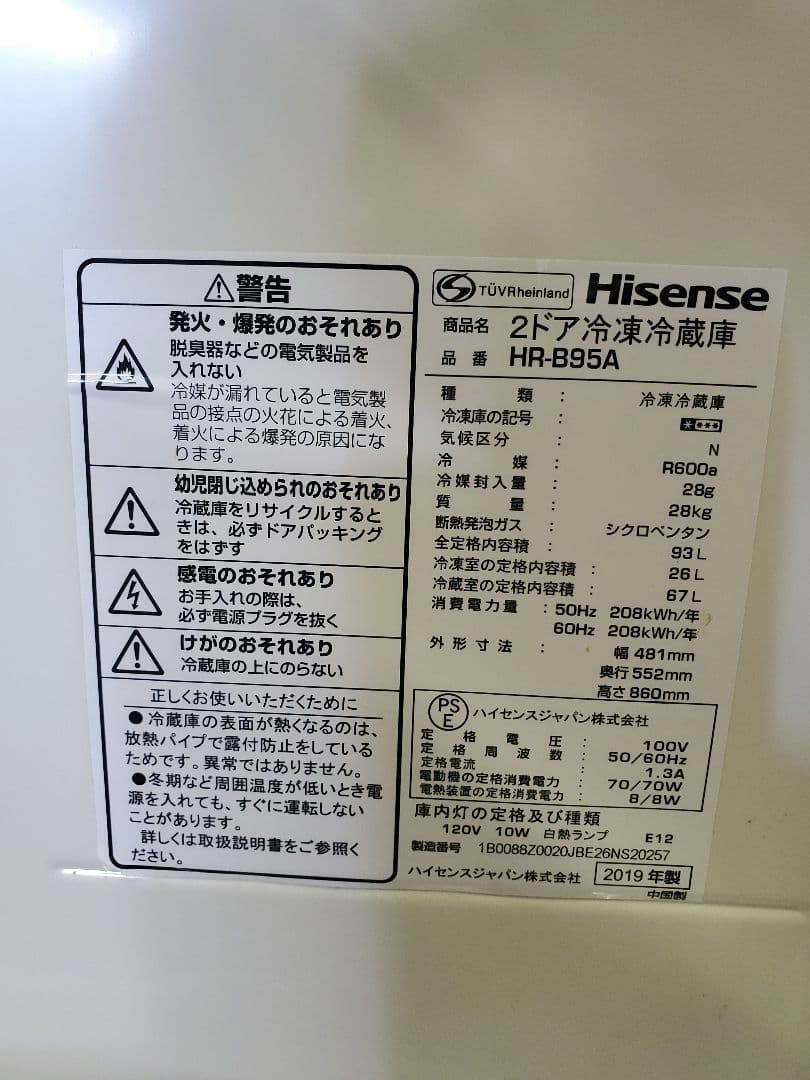 警告
発火・爆発のおそれあり
脱臭器などの電気製品を
入れない
冷媒が漏れていると電気製
品の接点の火花による着火、
着火による爆発の原因にな
ります。
幼児閉じ込められのおそれあり
冷蔵庫をリサイクルすると
きは、必ずドアパッキング
をはずす
感電のおそれあり
お手入れの際は、
必ず電源プラグを抜く
けがのおそれあり
冷蔵庫の上にのらない
正しくお使いいただくために
●冷蔵庫の表面が熱くなるのは、
放熱パイプで露付防止をしている
ためです。異常ではありません。
●冬期など周囲温度が低いとき電
源を入れても、すぐに運転しない
ことがあります。
詳しくは取扱説明書をご参照く
ださい。
TÜVRheinland Hisense
商品名 2ドア冷凍冷蔵庫
品番 HR-B95A
種類 : 冷凍冷蔵庫
冷凍庫の記号 : ****
気候区分 : N
冷媒 : R600a
冷媒封入量 : 28g
質量 : 28kg
断熱発泡ガス : シクロペンタン
全定格内容積 : 93L
冷凍室の定格内容積 : 26L
冷蔵室の定格内容積 : 67L
消費電力量 : 50Hz 208kWh/年
60Hz 208kWh/年
外形寸法 : 幅 481mm
奥行 552mm
高さ 860mm
PSE ハイセンスジャパン株式会社
定格電圧 : 100V
定格周波数 : 50/60Hz
定格電流 : 1.3A
電動機の定格消費電力 : 70/70W
電熱装置の定格消費電力 : 8/8W
庫内灯の定格及び種類
120V 10W 白熱ランプ E12
製造番号 1B0088Z0020JBE26NS20257
ハイセンスジャパン株式会社 2019年製
中国製